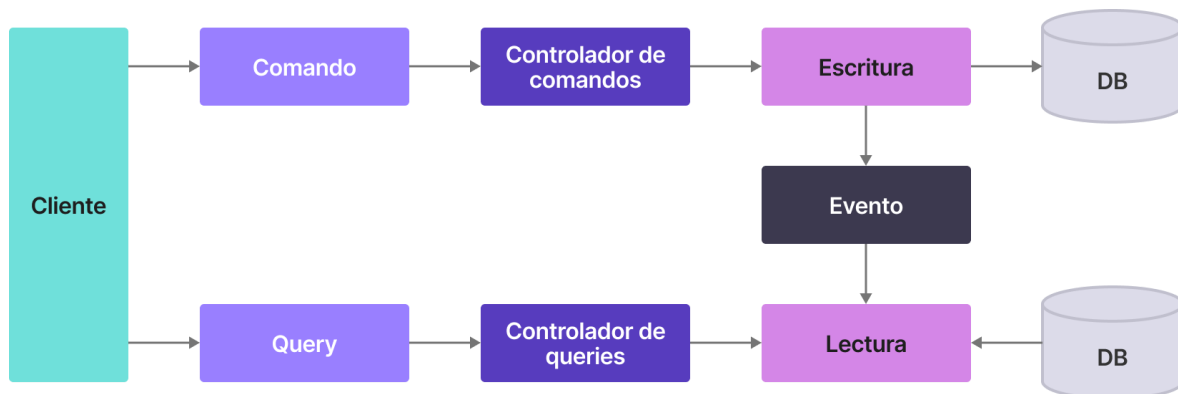 Cliente
Comando
Controlador de
comandos
Escritura
DB
Evento
Query
Controlador de
queries
Lectura
DB